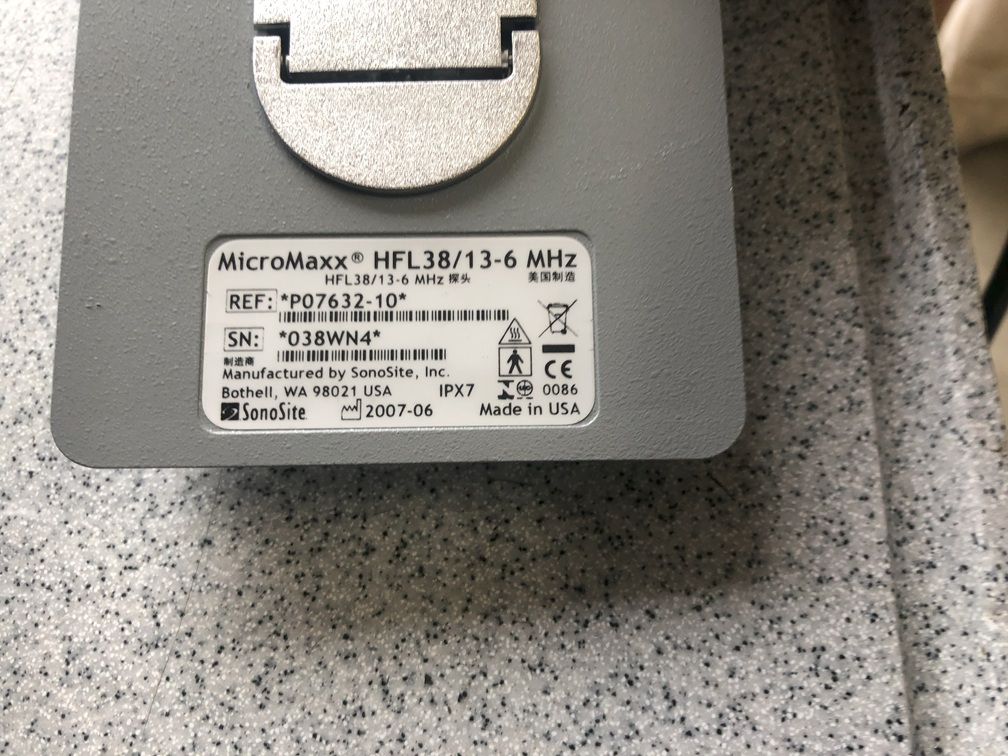 MicroMaxx® HFL38/13-6 MHz
HFL38/13-6 MHz 探头 美国制造
REF: *P07632-10*
SN: *038WN4*
制造商
Manufactured by SonoSite, Inc.
Bothell, WA 98021 USA IPX7 0086
SonoSite 2007-06 Made in USA